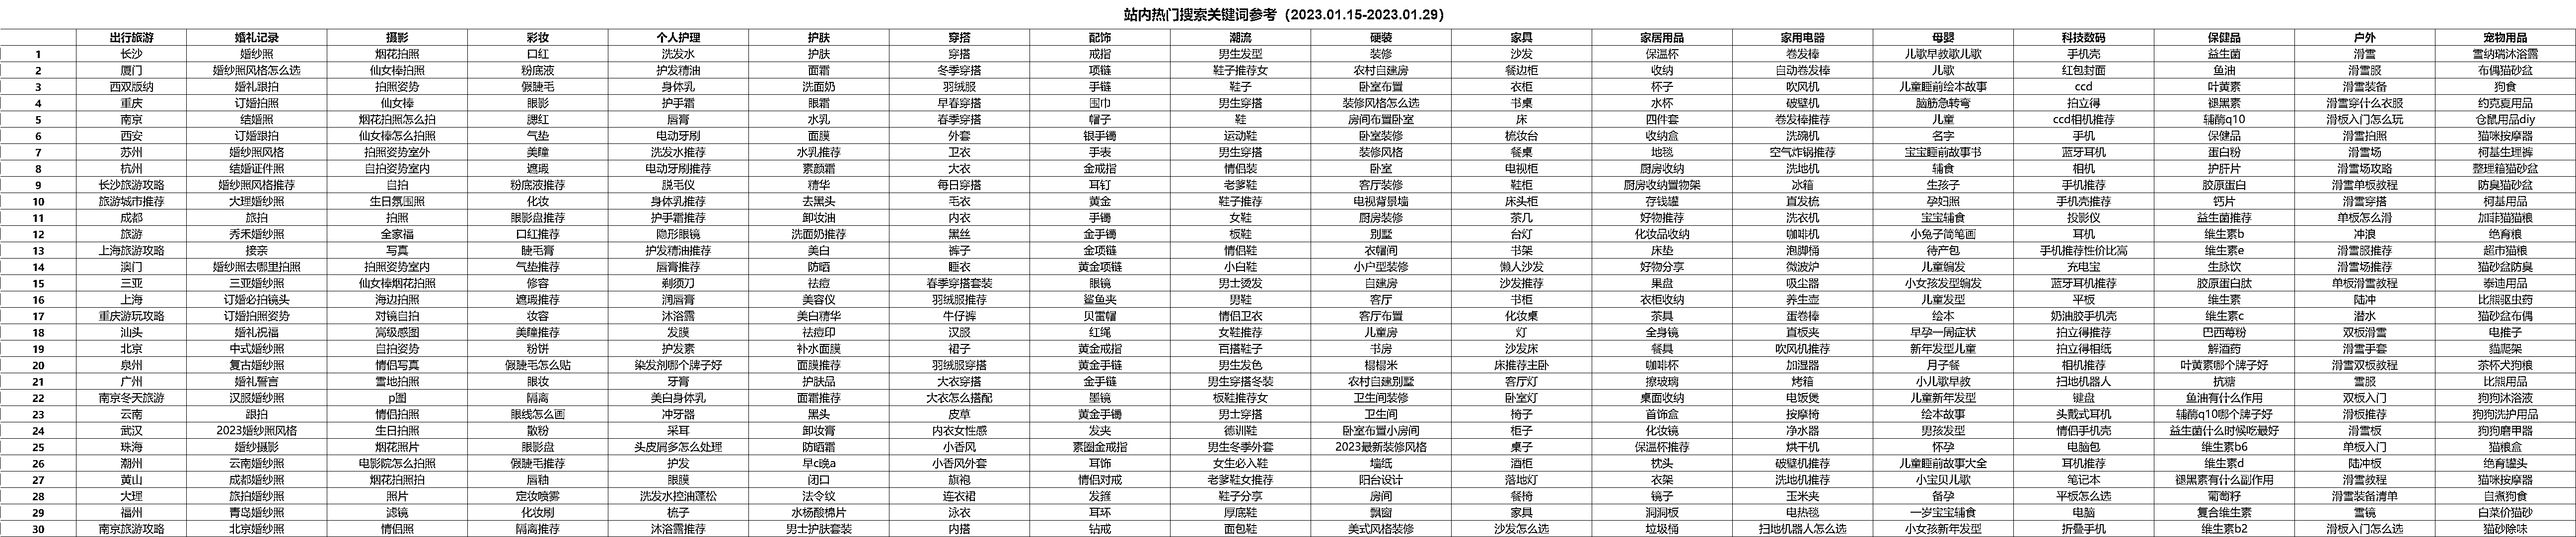 站内热门搜索关键词参考（2023.01.15-2023.01.29）
出行旅游 婚礼记录 摄影 彩妆 个人护理 护肤 穿搭 配饰 潮流 硬装 家具 家居用品 家用电器 母婴 科技数码 保健品 户外 宠物用品
1 长沙 婚纱照 烟花拍照 口红 洗发水 护肤 穿搭 戒指 男生发型 装修 沙发 保温杯 卷发棒 儿歌早教歌儿歌 手机壳 益生菌 滑雪 雪纳瑞沐浴露
2 厦门 婚纱照风格怎么选 仙女棒拍照 粉底液 护发精油 面霜 冬季穿搭 项链 鞋子推荐女 农村自建房 餐边柜 收纳 自动卷发棒 儿歌 红包封面 鱼油 滑雪服 布偶猫砂盆
3 西双版纳 婚礼跟拍 拍照姿势 假睫毛 身体乳 洗面奶 羽绒服 手链 鞋子 卧室布置 衣柜 杯子 吹风机 儿童睡前绘本故事 ccd 叶黄素 滑雪装备 狗食
4 重庆 订婚拍照 仙女棒 眼影 护手霜 眼霜 早春穿搭 围巾 男生穿搭 装修风格怎么选 书桌 水杯 破壁机 脑筋急转弯 拍立得 褪黑素 滑雪穿什么衣服 约克夏用品
5 南京 结婚照 烟花拍照怎么拍 腮红 唇膏 水乳 春季穿搭 帽子 鞋 房间布置卧室 床 四件套 卷发棒推荐 儿童 ccd相机推荐 辅酶q10 滑板入门怎么玩 仓鼠用品diy
6 西安 订婚跟拍 仙女棒怎么拍照 气垫 电动牙刷 面膜 外套 银手镯 运动鞋 卧室装修 梳妆台 收纳盒 洗碗机 名字 手机 保健品 滑雪拍照 猫咪按摩器
7 苏州 婚纱照风格 拍照姿势室外 美瞳 洗发水推荐 水乳推荐 卫衣 手表 男生穿搭 装修风格 餐桌 地毯 空气炸锅推荐 宝宝睡前故事书 蓝牙耳机 蛋白粉 滑雪场 柯基生理裤
8 杭州 结婚证件照 自拍姿势室内 遮瑕 电动牙刷推荐 素颜霜 大衣 金戒指 情侣装 卧室 电视柜 厨房收纳 洗地机 辅食 相机 护肝片 滑雪场攻略 整理箱猫砂盆
9 长沙旅游攻略 婚纱照风格推荐 自拍 粉底液推荐 脱毛仪 精华 每日穿搭 耳钉 老爹鞋 客厅装修 鞋柜 厨房收纳置物架 冰箱 生孩子 手机推荐 胶原蛋白 滑雪单板教程 防臭猫砂盆
10 旅游城市推荐 大理婚纱照 生日氛围照 化妆 身体乳推荐 去黑头 毛衣 黄金 鞋子推荐 电视背景墙 床头柜 存钱罐 直发梳 孕妇照 手机壳推荐 钙片 滑雪穿搭 柯基用品
11 成都 旅拍 拍照 眼影盘推荐 护手霜推荐 卸妆油 内衣 手镯 女鞋 厨房装修 茶几 好物推荐 洗衣机 宝宝辅食 投影仪 益生菌推荐 单板怎么滑 加菲猫猫粮
12 旅游 秀禾婚纱照 全家福 口红推荐 隐形眼镜 洗面奶推荐 黑丝 金手镯 板鞋 别墅 台灯 化妆品收纳 咖啡机 小兔子简笔画 耳机 维生素b 冲浪 绝育粮
13 上海旅游攻略 接亲 写真 睫毛膏 护发精油推荐 美白 裤子 金项链 情侣鞋 衣帽间 书架 床垫 泡脚桶 待产包 手机推荐性价比高 维生素e 滑雪服推荐 超市猫粮
14 澳门 婚纱照去哪里拍照 拍照姿势室内 气垫推荐 唇膏推荐 防晒 睡衣 黄金项链 小白鞋 小户型装修 懒人沙发 好物分享 微波炉 儿童编发 充电宝 生脉饮 滑雪场推荐 猫砂盆防臭
15 三亚 三亚婚纱照 仙女棒烟花拍照 修容 剃须刀 祛痘 春季穿搭套装 眼镜 男士烫发 自建房 沙发推荐 果盘 吸尘器 小女孩发型编发 蓝牙耳机推荐 胶原蛋白肽 单板滑雪教程 泰迪用品
16 上海 订婚必拍镜头 海边拍照 遮瑕推荐 润唇膏 美容仪 羽绒服推荐 鲨鱼夹 男鞋 客厅 书柜 衣柜收纳 养生壶 儿童发型 平板 维生素 陆冲 比熊驱虫药
17 重庆游玩攻略 订婚拍照姿势 对镜自拍 妆容 沐浴露 美白精华 牛仔裤 贝雷帽 情侣卫衣 客厅布置 化妆桌 茶具 蛋卷棒 绘本 奶油胶手机壳 维生素c 潜水 猫砂盆布偶
18 汕头 婚礼祝福 高级感图 美瞳推荐 发膜 祛痘印 汉服 红绳 女鞋推荐 儿童房 灯 全身镜 直板夹 早孕一周症状 拍立得推荐 巴西莓粉 双板滑雪 电推子
19 北京 中式婚纱照 自拍姿势 粉饼 护发素 补水面膜 裙子 黄金戒指 百搭鞋子 书房 沙发床 餐具 吹风机推荐 新年发型儿童 拍立得相纸 解酒药 滑雪手套 猫爬架
20 泉州 复古婚纱照 情侣写真 假睫毛怎么贴 染发剂哪个牌子好 面膜推荐 羽绒服穿搭 黄金手链 男生发色 榻榻米 床推荐主卧 咖啡杯 加湿器 月子餐 相机推荐 叶黄素哪个牌子好 滑雪双板教程 茶杯犬狗粮
21 广州 婚礼誓言 雪地拍照 眼妆 牙膏 护肤品 大衣穿搭 金手链 男生穿搭冬装 农村自建别墅 客厅灯 擦玻璃 烤箱 小儿歌早教 扫地机器人 抗糖 雪服 比熊用品
22 南京冬天旅游 汉服婚纱照 p图 隔离 美白身体乳 面霜推荐 大衣怎么搭配 墨镜 板鞋推荐女 卫生间装修 卧室灯 桌面收纳 电饭煲 儿童新年发型 键盘 鱼油有什么作用 双板入门 狗狗沐浴液
23 云南 跟拍 情侣拍照 眼线怎么画 冲牙器 黑头 皮草 黄金手镯 男士穿搭 卫生间 椅子 首饰盒 按摩椅 绘本故事 头戴式耳机 辅酶q10哪个牌子好 滑板推荐 狗狗洗护用品
24 武汉 2023婚纱照风格 生日拍照 散粉 采耳 卸妆膏 内衣女性感 发夹 德训鞋 卧室布置小房间 柜子 化妆镜 净水器 男孩发型 情侣手机壳 益生菌什么时候吃最好 滑雪板 狗狗磨甲器
25 珠海 婚纱摄影 烟花照片 眼影盘 头皮屑多怎么处理 防晒霜 小香风 素圈金戒指 男生冬季外套 2023最新装修风格 桌子 保温杯推荐 烘干机 怀孕 电脑包 维生素b6 单板入门 猫粮盒
26 潮州 云南婚纱照 电影院怎么拍照 假睫毛推荐 护发 早c晚a 小香风外套 耳饰 女生必入鞋 墙纸 酒柜 枕头 破壁机推荐 儿童睡前故事大全 耳机推荐 维生素d 陆冲板 绝育罐头
27 黄山 成都婚纱照 烟花拍照拍 唇釉 眼膜 闭口 旗袍 情侣对戒 老爹鞋女推荐 阳台设计 落地灯 衣架 洗地机推荐 小宝贝儿歌 笔记本 褪黑素有什么副作用 滑雪教程 猫咪按摩器
28 大理 旅拍婚纱照 照片 定妆喷雾 洗发水控油蓬松 法令纹 连衣裙 发箍 鞋子分享 房间 餐椅 镜子 玉米夹 备孕 平板怎么选 葡萄籽 滑雪装备清单 自煮狗食
29 福州 青岛婚纱照 滤镜 化妆刷 梳子 水杨酸棉片 泳衣 耳环 厚底鞋 飘窗 家具 洞洞板 电热毯 一岁宝宝辅食 电脑 复合维生素 雪镜 白菜价猫砂
30 南京旅游攻略 北京婚纱照 情侣照 隔离推荐 沐浴露推荐 男士护肤套装 内搭 钻戒 面包鞋 美式风格装修 沙发怎么选 垃圾桶 扫地机器人怎么选 小女孩新年发型 折叠手机 维生素b2 滑板入门怎么选 猫砂除味